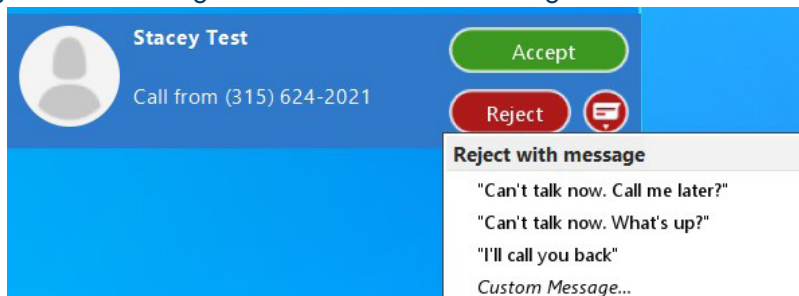 Stacey Test
Accept
Call from (315) 624-2021
Reject
Reject with message
"Can't talk now. Call me later?"
"Can't talk now. What's up?"
"I'll call you back"
Custom Message...